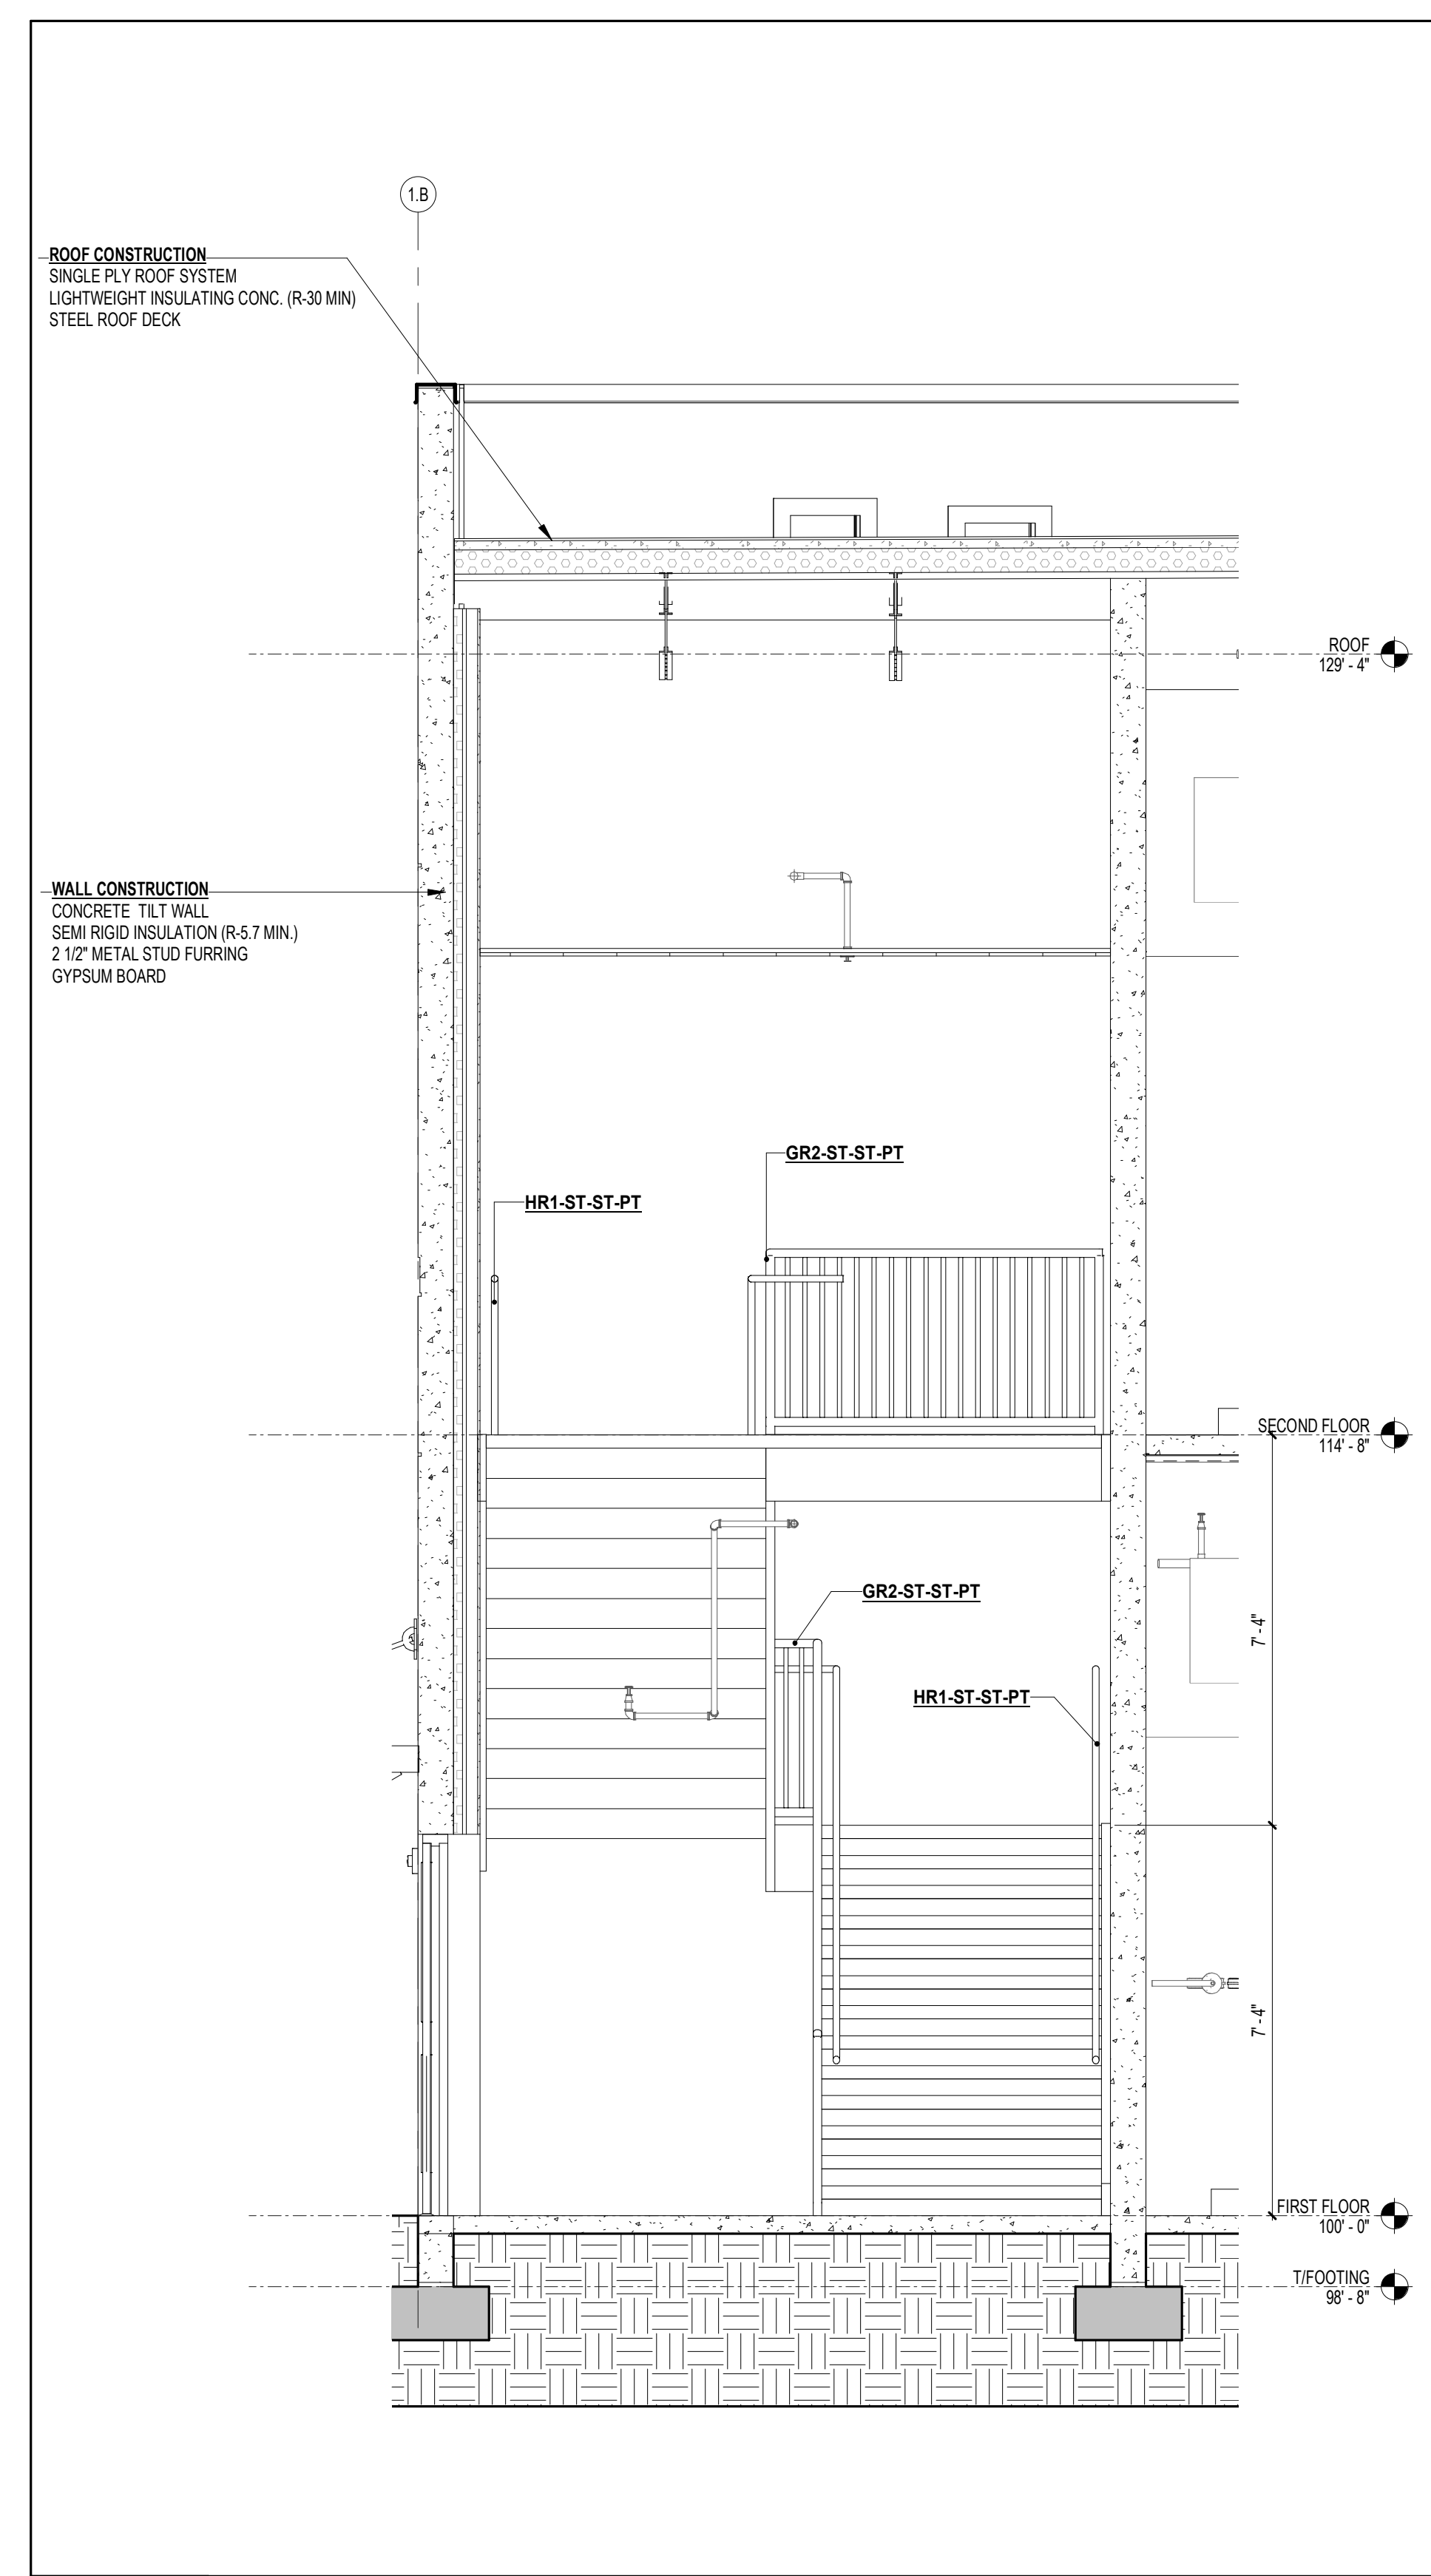 1.B
ROOF CONSTRUCTION
SINGLE PLY ROOF SYSTEM
LIGHTWEIGHT INSULATING CONC. (R-30 MIN)
STEEL ROOF DECK
ROOF
129' - 4"
WALL CONSTRUCTION
CONCRETE TILT WALL
SEMI RIGID INSULATION (R-5.7 MIN.)
2 1/2" METAL STUD FURRING
GYPSUM BOARD
GR2-ST-ST-PT
HR1-ST-ST-PT
SECOND FLOOR
114' - 8"
GR2-ST-ST-PT
7' - 4"
HR1-ST-ST-PT
7' - 4"
FIRST FLOOR
100' - 0"
T/FOOTING
98' - 8"